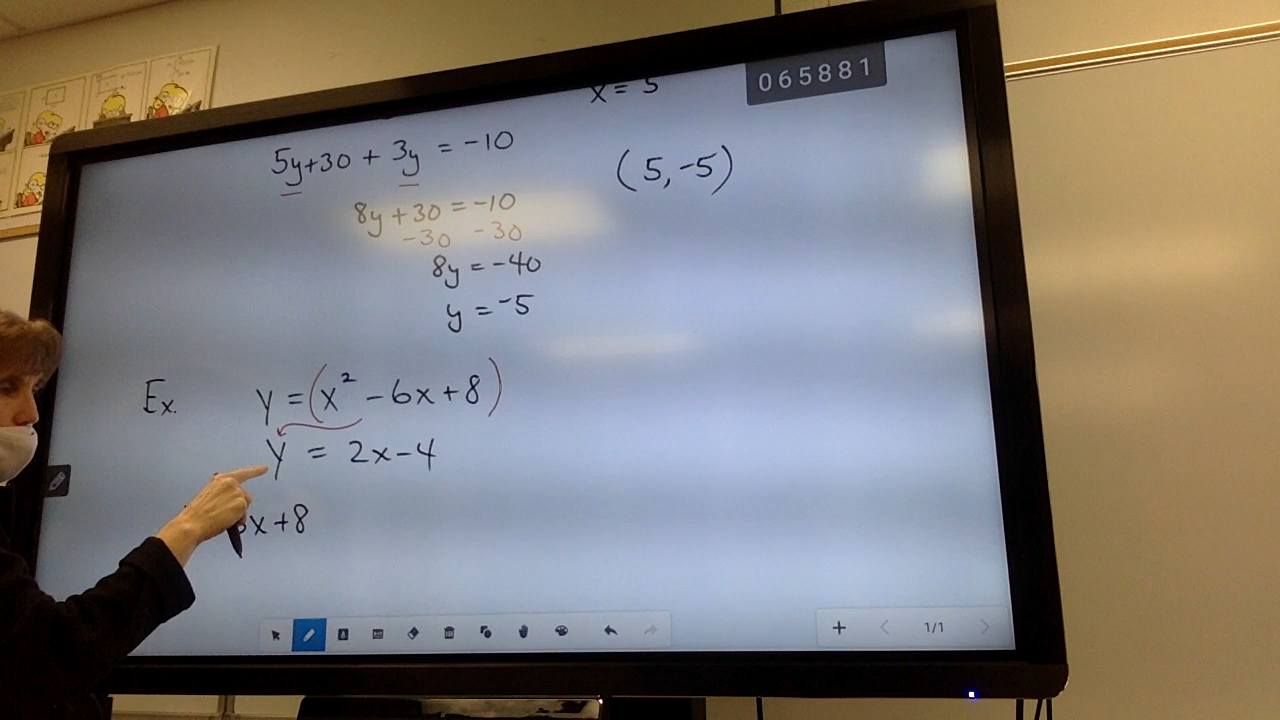 065881
x = 5
5y+30 + 3y = -10
(5,-5)
8y + 30 = -10
-30 -30
8y = -40
y = -5
Ex. y = (x² - 6x + 8)
y = 2x - 4
x + 8
1/1